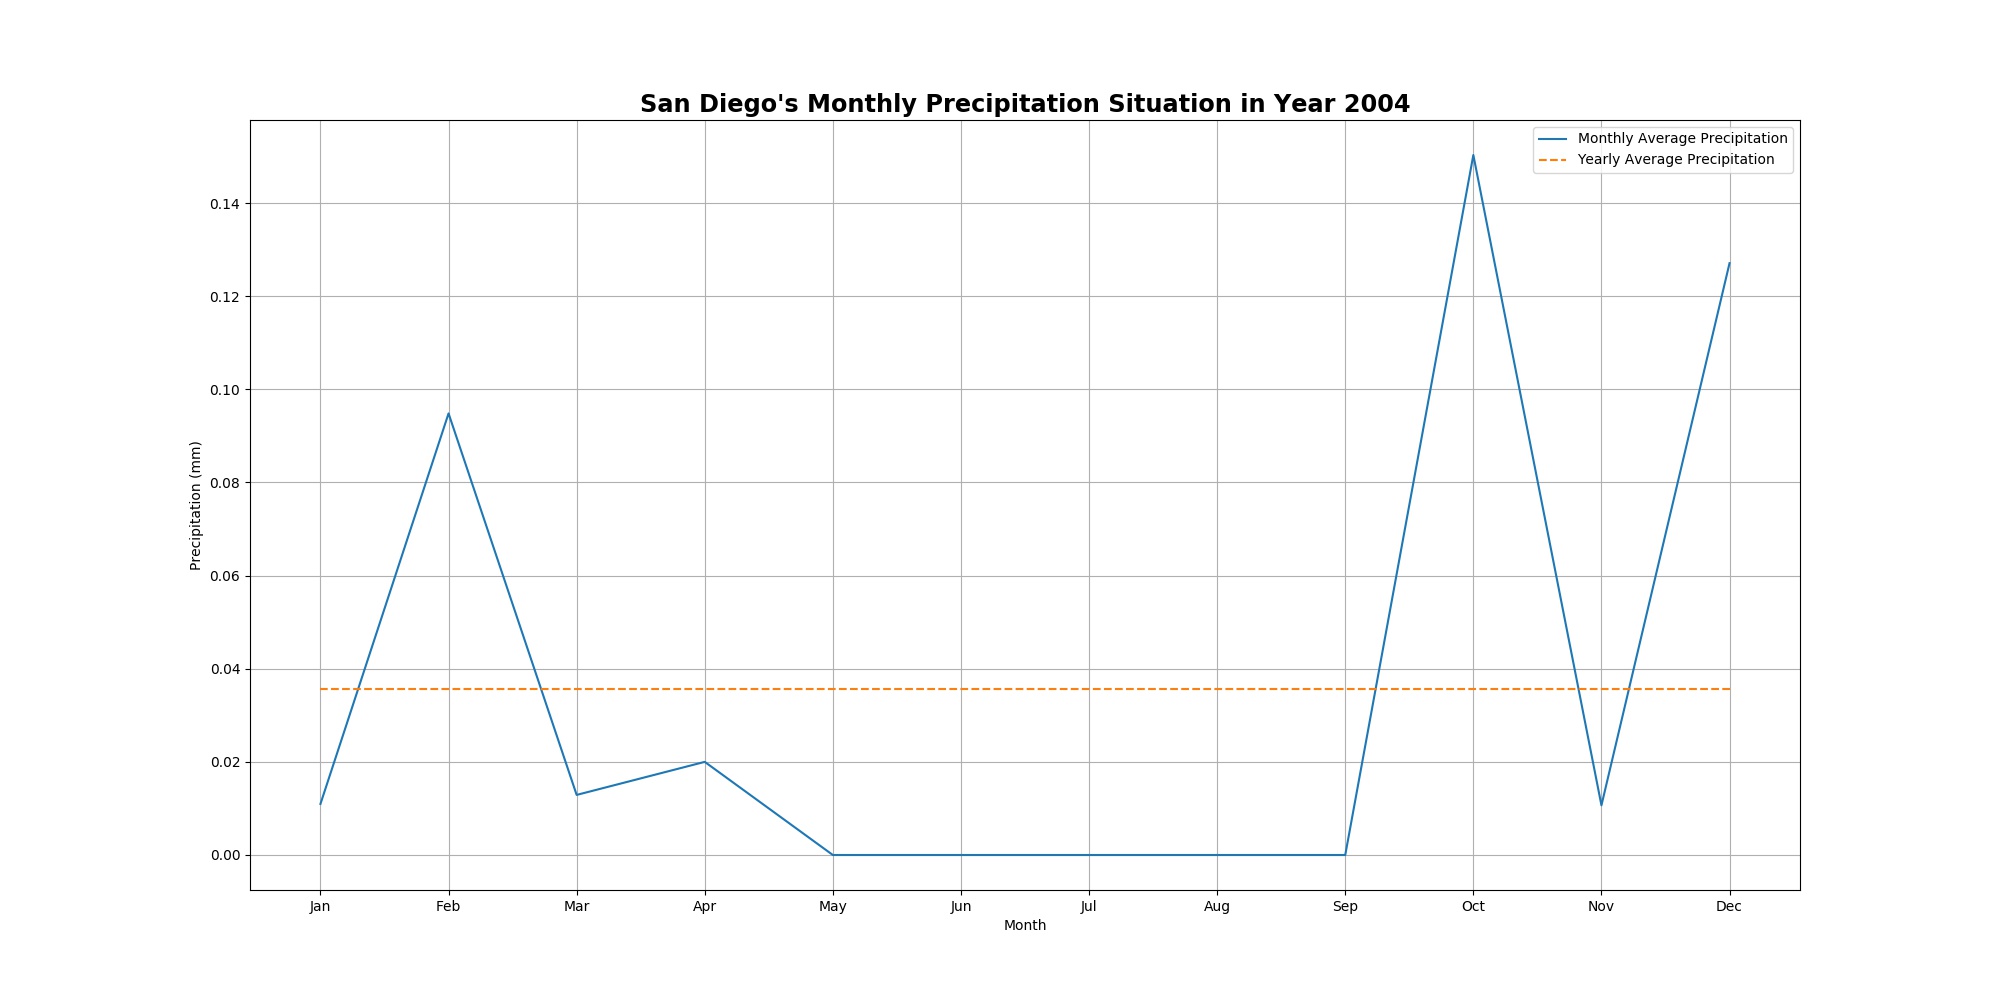 San Diego's Monthly Precipitation Situation in Year 2004
Monthly Average Precipitation
Yearly Average Precipitation
0.14
0.12
0.10
0.08
0.06
0.04
0.02
0.00
Precipitation (mm)
Jan Feb Mar Apr May Jun Jul Aug Sep Oct Nov Dec
Month